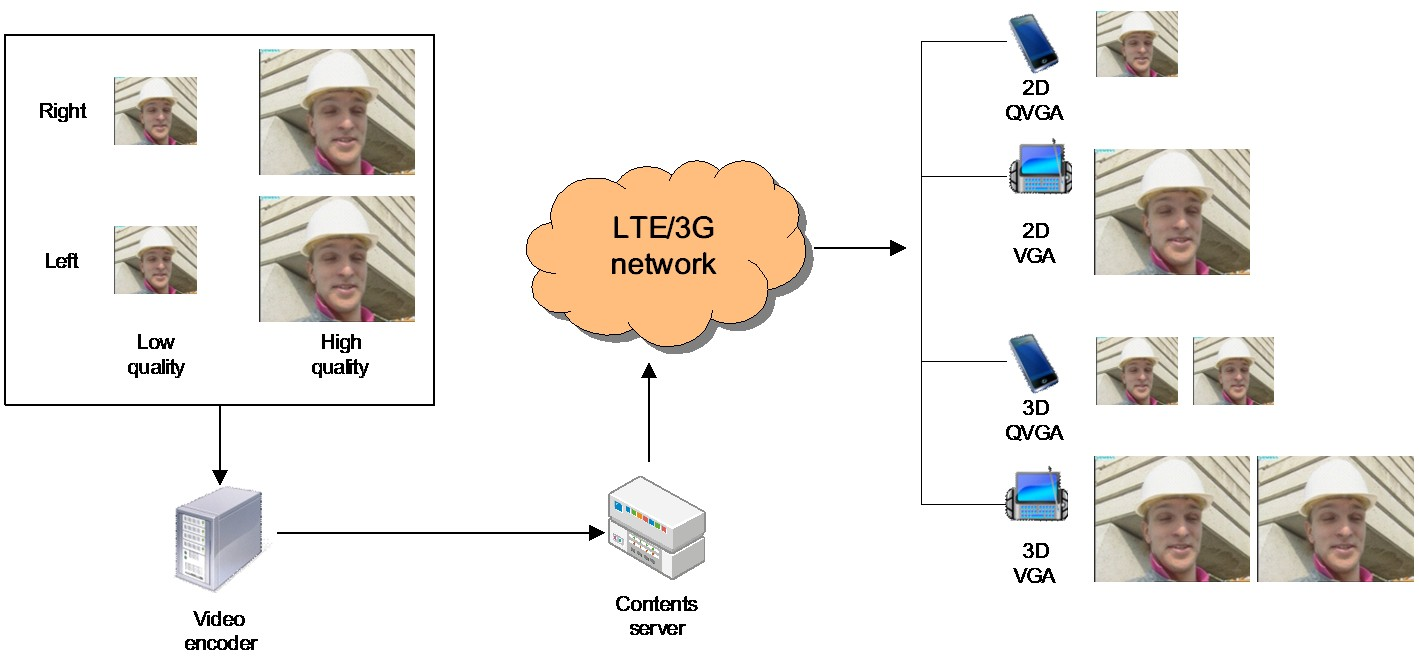 Right
Left
Low
quality
High
quality
Video
encoder
Contents
server
LTE/3G
network
2D
QVGA
2D
VGA
3D
QVGA
3D
VGA